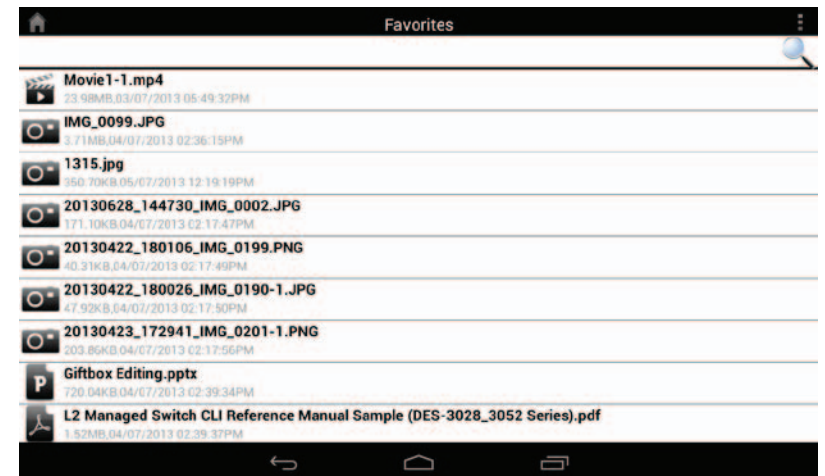 Favorites
Movie1-1.mp4
23.98MB,03/07/2013 05:49:32PM
IMG_0099.JPG
3.71MB,04/07/2013 02:36:15PM
1315.jpg
350.70KB,05/07/2013 12:19:19PM
20130628_144730_IMG_0002.JPG
171.10KB,04/07/2013 02:17:47PM
20130422_180106_IMG_0199.PNG
40.31KB,04/07/2013 02:17:49PM
20130422_180026_IMG_0190-1.JPG
47.92KB,04/07/2013 02:17:50PM
20130423_172941_IMG_0201-1.PNG
203.86KB,04/07/2013 02:17:56PM
P
Giftbox Editing.pptx
720.04KB,04/07/2013 02:39:34PM
L2 Managed Switch CLI Reference Manual Sample (DES-3028_3052 Series).pdf
1.52MB,04/07/2013 02:39:37PM